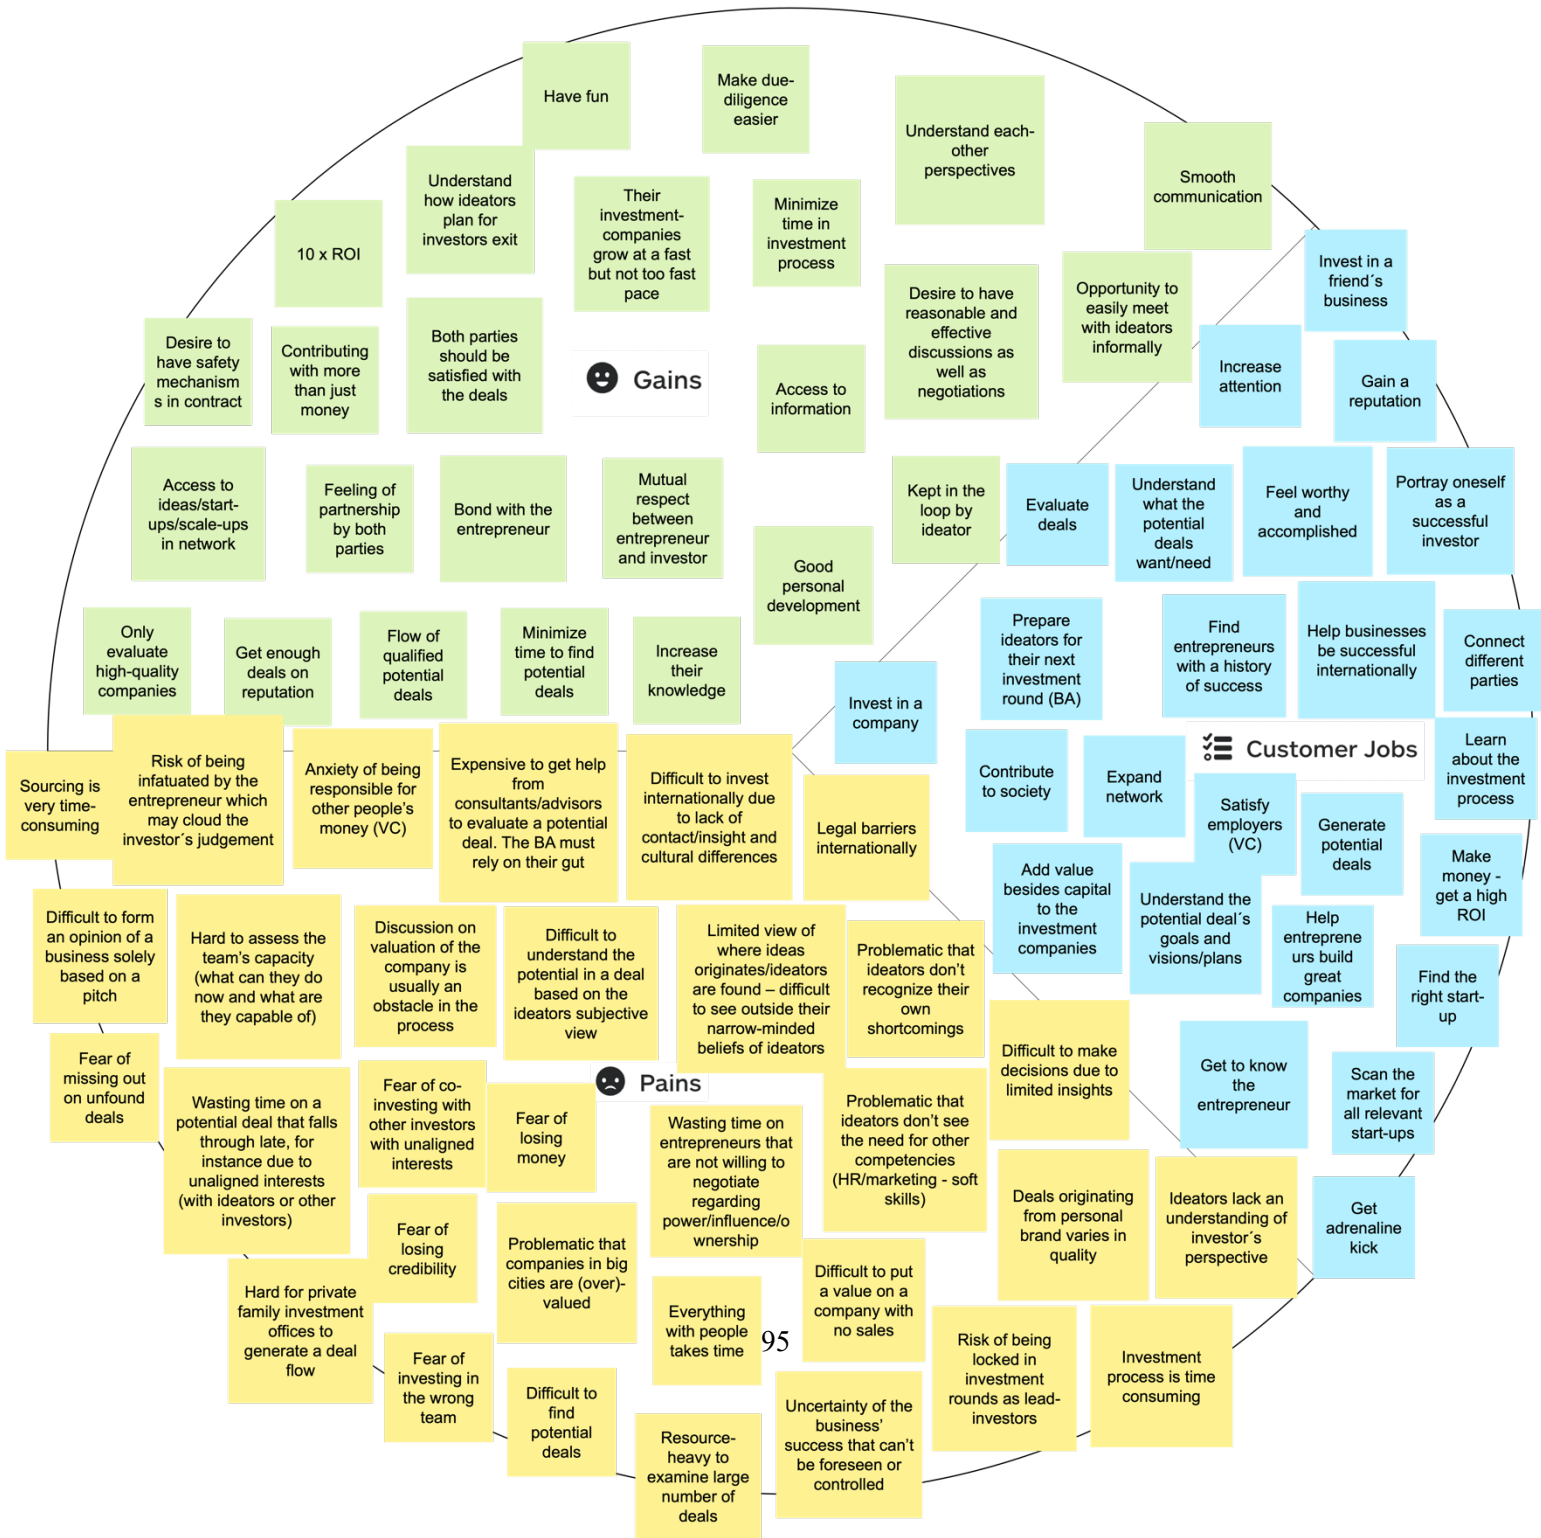 Have fun
Make due-
diligence
easier
Understand each-
other
perspectives
Smooth
communication
Understand
how ideators
plan for
investors exit
Their
investment-
companies
grow at a fast
but not too fast
pace
Minimize
time in
investment
process
10 x ROI
Desire to have
reasonable and
effective
discussions as
well as
negotiations
Opportunity to
easily meet
with ideators
informally
Desire to
have safety
mechanism
s in contract
Contributing
with more
than just
money
Both parties
should be
satisfied with
the deals
Gains
Access to
information
Access to
ideas/start-
ups/scale-ups
in network
Feeling of
partnership
by both
parties
Bond with the
entrepreneur
Mutual
respect
between
entrepreneur
and investor
Kept in the
loop by
ideator
Good
personal
development
Only
evaluate
high-quality
companies
Get enough
deals on
reputation
Flow of
qualified
potential
deals
Minimize
time to find
potential
deals
Increase
their
knowledge
Invest in a
friend´s
business
Increase
attention
Gain a
reputation
Evaluate
deals
Understand
what the
potential
deals
want/need
Feel worthy
and
accomplished
Portray oneself
as a
successful
investor
Prepare
ideators for
their next
investment
round (BA)
Find
entrepreneurs
with a history
of success
Help businesses
be successful
internationally
Connect
different
parties
Invest in a
company
Customer Jobs
Learn
about the
investment
process
Contribute
to society
Expand
network
Satisfy
employers
(VC)
Generate
potential
deals
Make
money -
get a high
ROI
Add value
besides capital
to the
investment
companies
Understand the
potential deal´s
goals and
visions/plans
Help
entreprene
urs build
great
companies
Find the
right start-
up
Get to know
the
entrepreneur
Scan the
market for
all relevant
start-ups
Get
adrenaline
kick
Sourcing is
very time-
consuming
Risk of being
infatuated by the
entrepreneur which
may cloud the
investor´s judgement
Anxiety of being
responsible for
other people’s
money (VC)
Expensive to get help
from
consultants/advisors
to evaluate a potential
deal. The BA must
rely on their gut
Difficult to invest
internationally due
to lack of
contact/insight and
cultural differences
Legal barriers
internationally
Difficult to form
an opinion of a
business solely
based on a
pitch
Hard to assess the
team’s capacity
(what can they do
now and what are
they capable of)
Discussion on
valuation of the
company is
usually an
obstacle in the
process
Difficult to
understand the
potential in a deal
based on the
ideators subjective
view
Limited view of
where ideas
originates/ideators
are found – difficult
to see outside their
narrow-minded
beliefs of ideators
Problematic that
ideators don’t
recognize their
own
shortcomings
Difficult to make
decisions due to
limited insights
Fear of
missing out
on unfound
deals
Pains
Wasting time on a
potential deal that falls
through late, for
instance due to
unaligned interests
(with ideators or other
investors)
Fear of co-
investing with
other investors
with unaligned
interests
Fear of
losing
money
Wasting time on
entrepreneurs that
are not willing to
negotiate
regarding
power/influence/o
wnership
Problematic that
ideators don’t see
the need for other
competencies
(HR/marketing - soft
skills)
Deals originating
from personal
brand varies in
quality
Ideators lack an
understanding of
investor´s
perspective
Fear of
losing
credibility
Problematic that
companies in big
cities are (over)-
valued
Difficult to put
a value on a
company with
no sales
Hard for private
family investment
offices to
generate a deal
flow
Everything
with people
takes time
95
Risk of being
locked in
investment
rounds as lead-
investors
Investment
process is time
consuming
Fear of
investing in
the wrong
team
Difficult to
find
potential
deals
Resource-
heavy to
examine large
number of
deals
Uncertainty of the
business’
success that can’t
be foreseen or
controlled